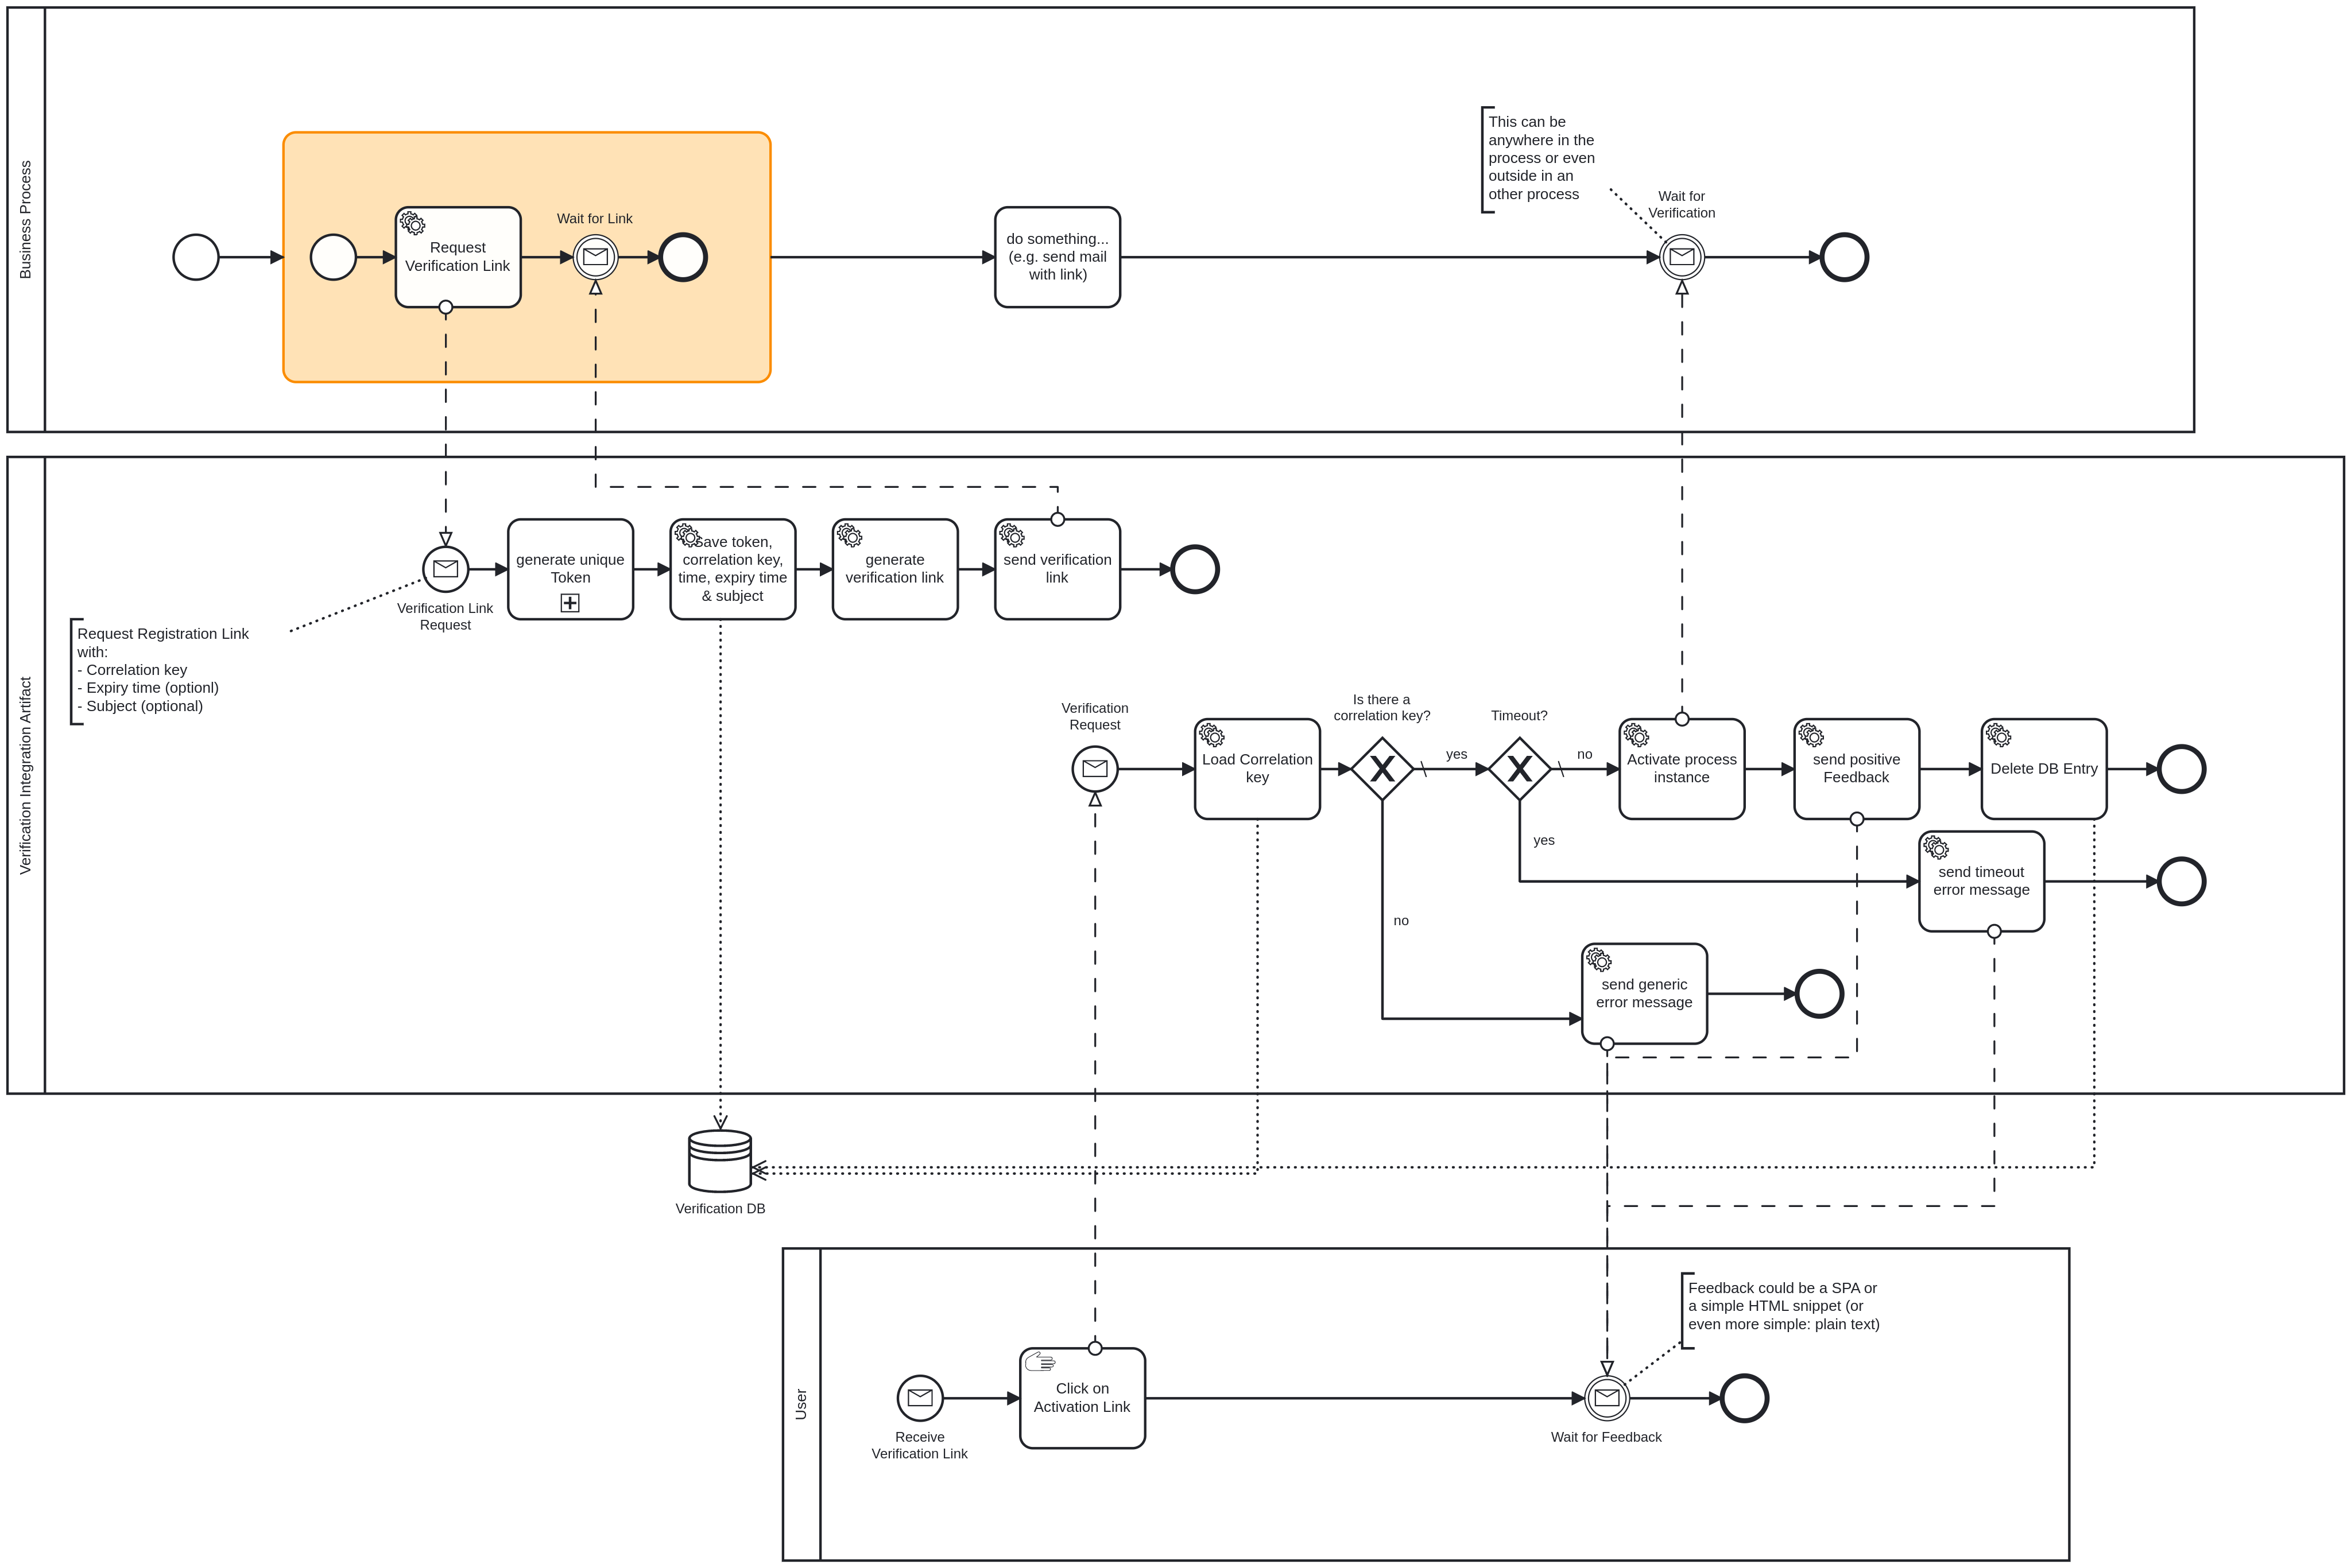 Business Process
This can be
anywhere in the
process or even
outside in an
other process
Wait for Link
Wait for
Verification
Request
Verification Link
do something...
(e.g. send mail
with link)
Verification Integration Artifact
generate unique
Token
Save token,
correlation key,
time, expiry time
& subject
generate
verification link
send verification
link
Verification Link
Request
Request Registration Link
with:
- Correlation key
- Expiry time (optionl)
- Subject (optional)
Verification
Request
Load Correlation
key
Is there a
correlation key?
yes
Timeout?
no
Activate process
instance
send positive
Feedback
Delete DB Entry
yes
send timeout
error message
no
send generic
error message
Verification DB
User
Feedback could be a SPA or
a simple HTML snippet (or
even more simple: plain text)
Click on
Activation Link
Receive
Verification Link
Wait for Feedback